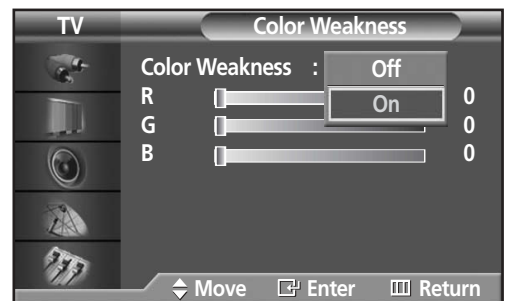 TV Color Weakness
Color Weakness : Off
On
R 0
G 0
B 0
Move Enter Return